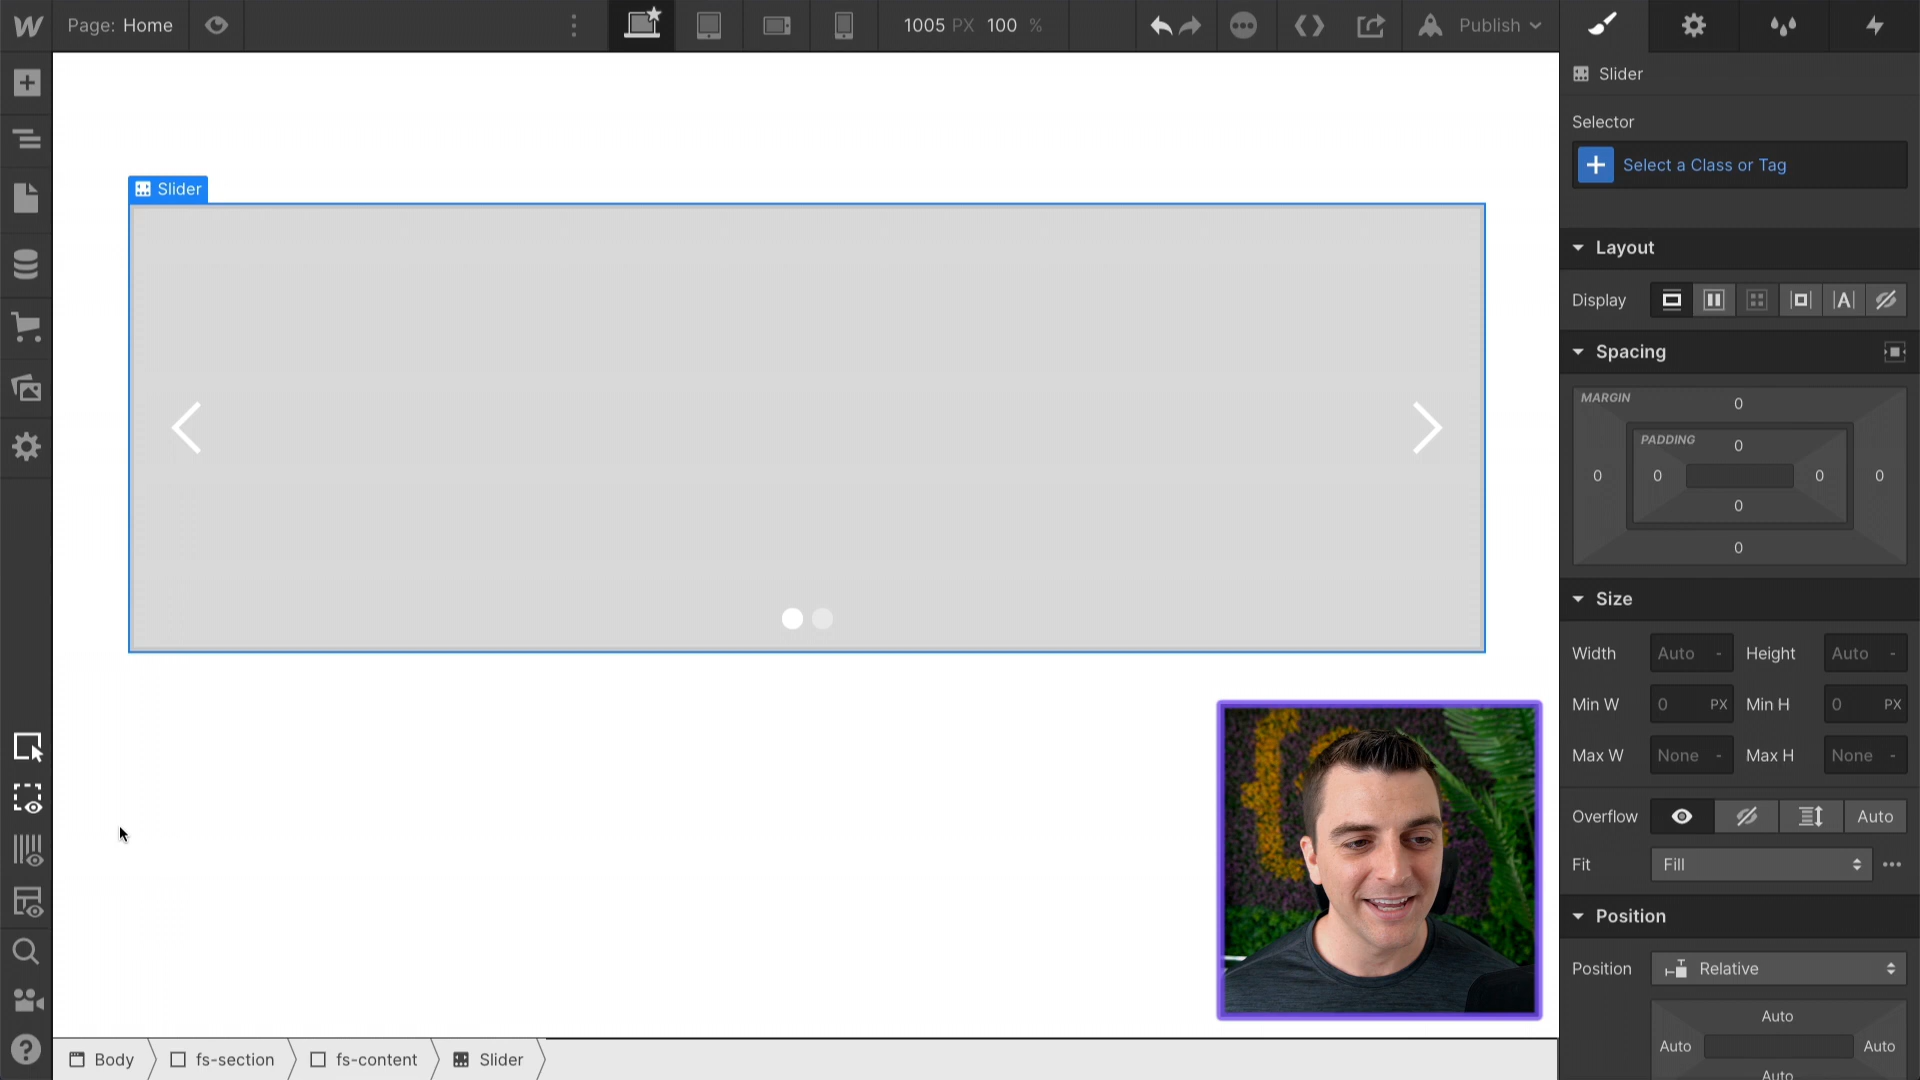 Page: Home
1005 PX 100 %
Publish
Slider
Selector
Select a Class or Tag
Slider
Layout
Display
Spacing
MARGIN
0
PADDING
0
0
0
0
0
0
0
Size
Width Auto - Height Auto -
Min W 0 PX Min H 0 PX
Max W None - Max H None -
Overflow Auto
Fit Fill
Position
Position Relative
Auto
Auto Auto
Auto
Body fs-section fs-content Slider